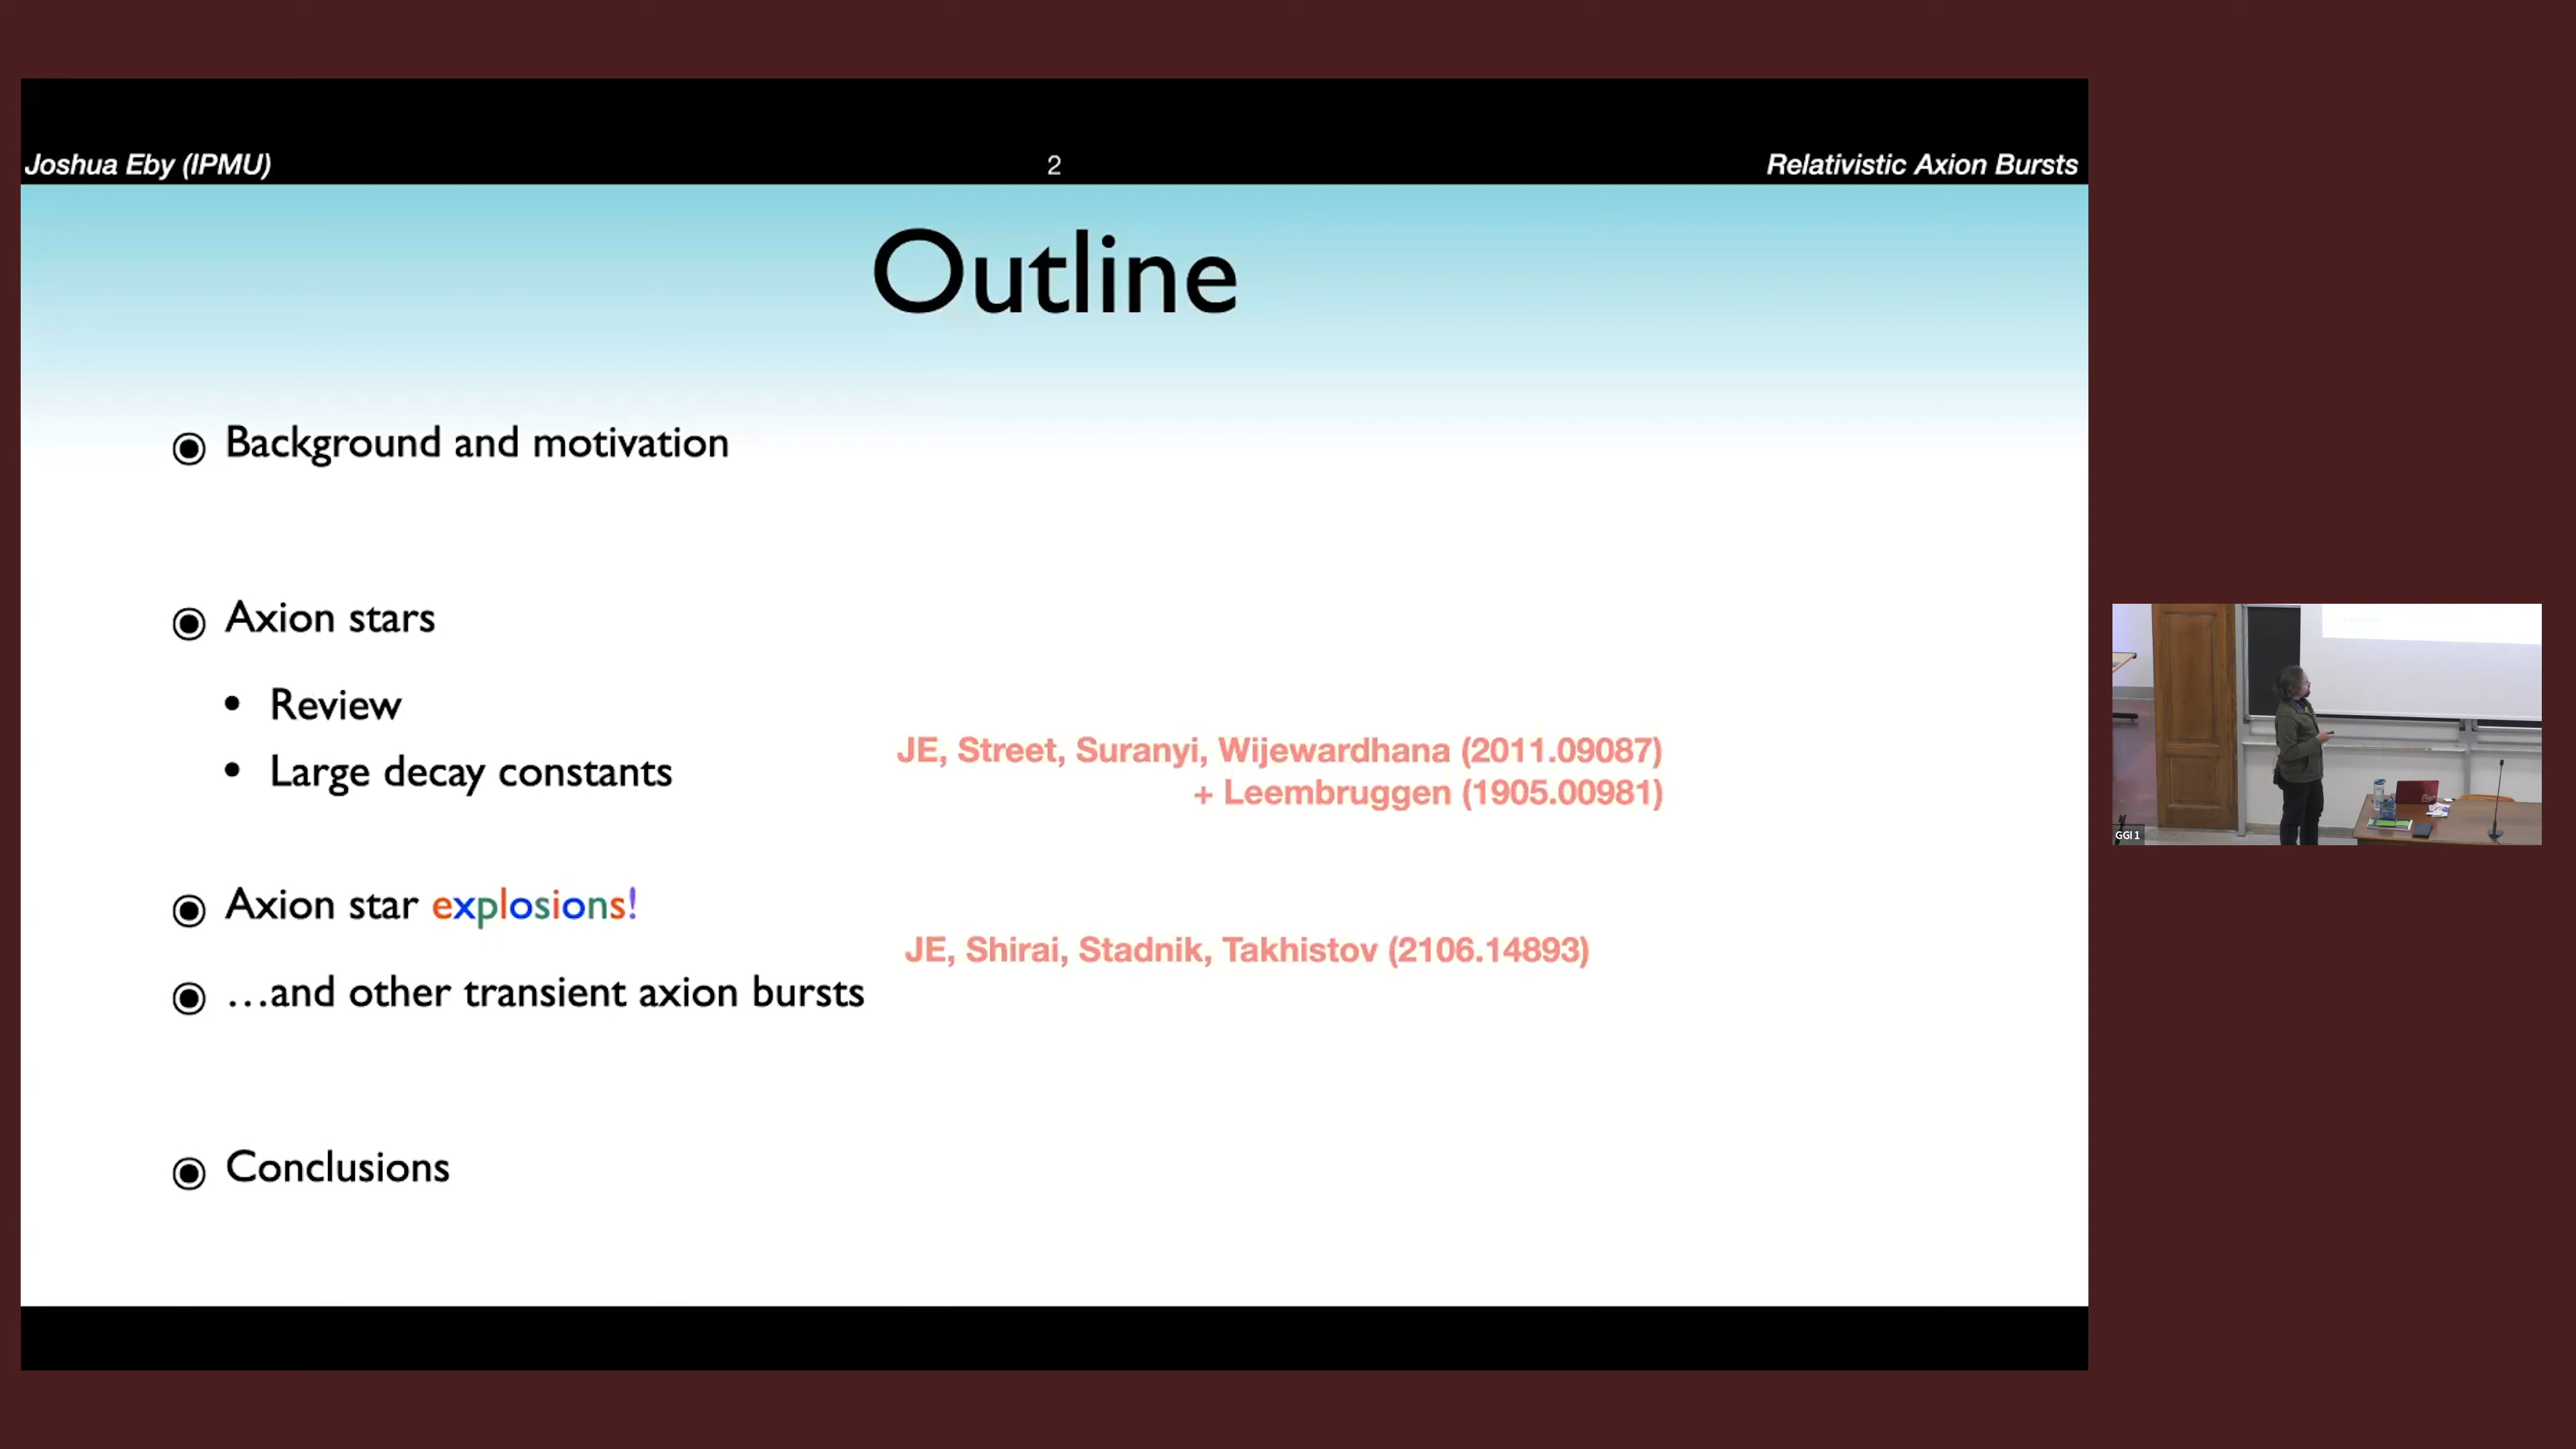 Joshua Eby (IPMU)
2
Relativistic Axion Bursts
Outline
Background and motivation
Axion stars
• Review
• Large decay constants
JE, Street, Suranyi, Wijewardhana (2011.09087)
+ Leembruggen (1905.00981)
Axion star explosions!
JE, Shirai, Stadnik, Takhistov (2106.14893)
...and other transient axion bursts
Conclusions
GGI 1